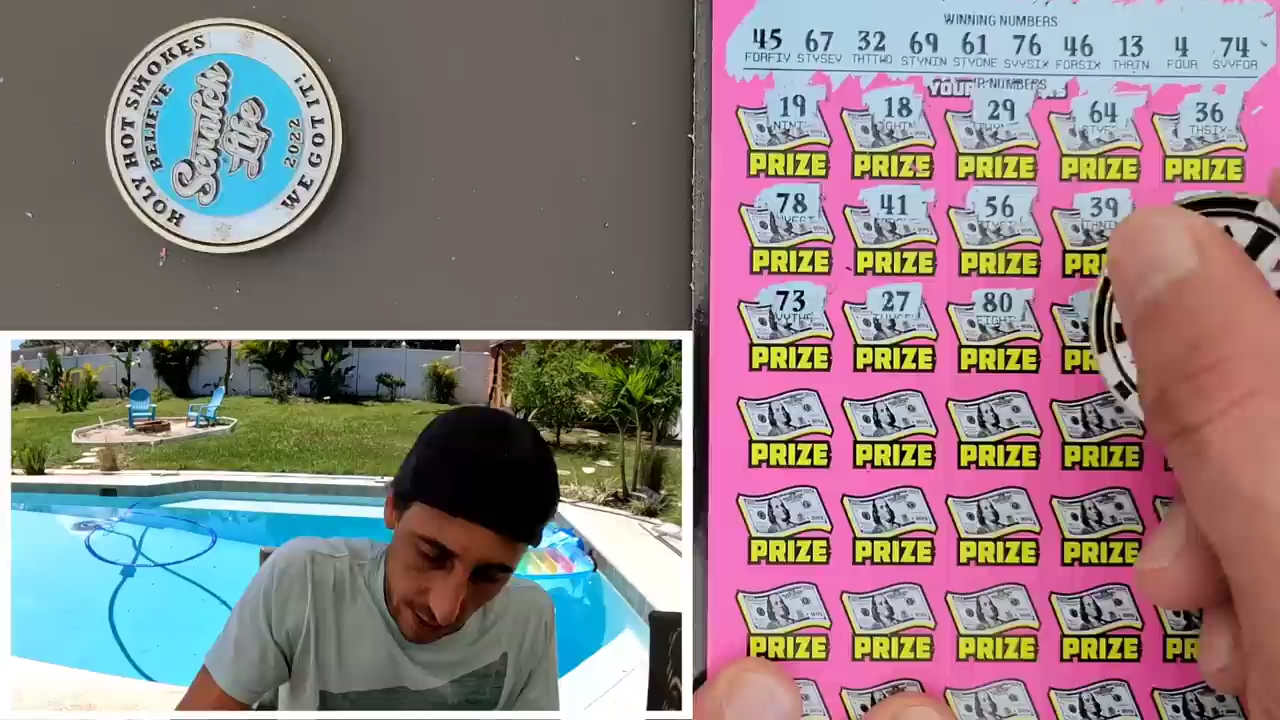 HOLY HOT SMOKES
BELIEVE
Scratch
Life
2022
WE GOT IT!
WINNING NUMBERS
45 67 32 69 61 76 46 13 4 74
FORFIV STYSEV THTTWO STYNIN STYONE SVYSIX FORSIX THRTN FOUR SVYFOR
YOUR NUMBERS
19 18 29 64 36
PRIZE PRIZE PRIZE PRIZE PRIZE
78 41 56 39
PRIZE PRIZE PRIZE
73 27 80
PRIZE PRIZE PRIZE
PRIZE PRIZE PRIZE PRIZE
PRIZE PRIZE PRIZE PRIZE
PRIZE PRIZE PRIZE PRIZE